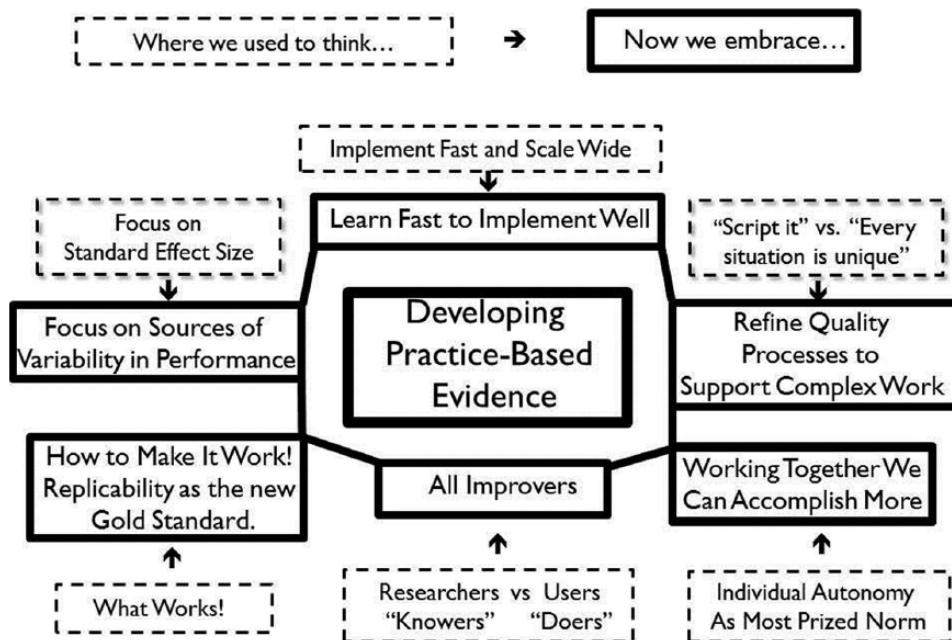 Where we used to think…
Now we embrace…
Implement Fast and Scale Wide
Learn Fast to Implement Well
Focus on
Standard Effect Size
Focus on Sources of
Variability in Performance
"Script it" vs. "Every
situation is unique"
Refine Quality
Processes to
Support Complex Work
Developing
Practice-Based
Evidence
How to Make It Work!
Replicability as the new
Gold Standard.
What Works!
All Improvers
Researchers vs Users
"Knowers" "Doers"
Working Together We
Can Accomplish More
Individual Autonomy
As Most Prized Norm